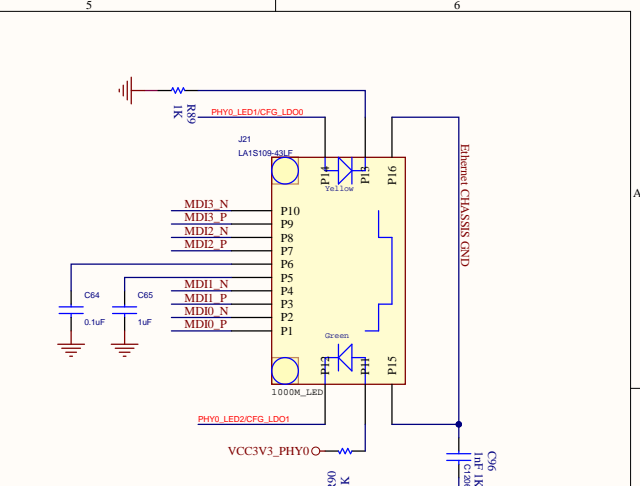 5
6
A
R89
1K
PHY0_LED1/CFG_LDO0
J21
LA1S109-43LF
P14
P13
P16
Yellow
Ethernet CHASSIS GND
MDI3_N
P10
MDI3_P
P9
MDI2_N
P8
MDI2_P
P7
P6
P5
MDI1_N
P4
MDI1_P
P3
MDI0_N
P2
MDI0_P
P1
C64
0.1uF
C65
1uF
Green
P12
P11
P15
1000M_LED
PHY0_LED2/CFG_LDO1
VCC3V3_PHY0
C96
1nF 1K
K